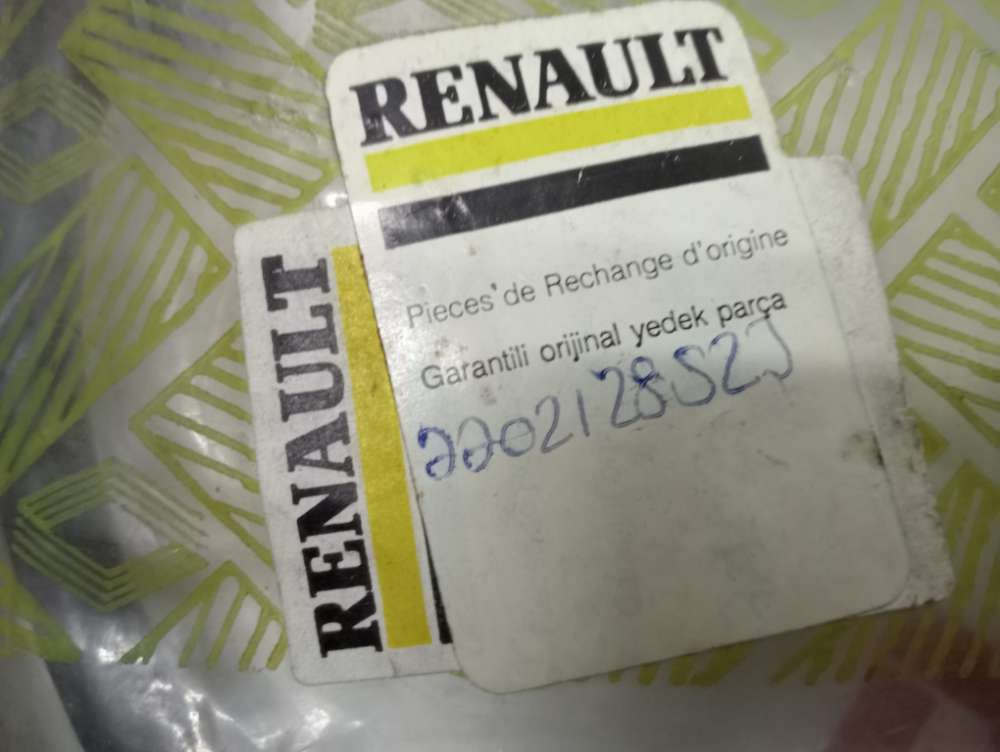 RENAULT
Pieces de Rechange d'origine
Garantili orijinal yedek parça
RENAULT